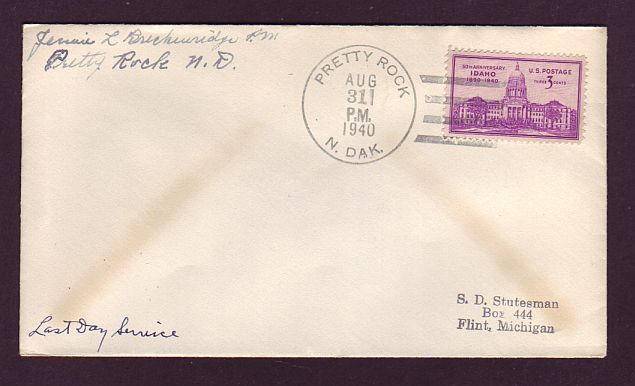 Jennie L Breckenridge P.M.
Pretty Rock N.D.
PRETTY ROCK
AUG
31
P.M.
1940
N. DAK.
50TH ANNIVERSARY
IDAHO
1890-1940
U.S. POSTAGE
THREE 3 CENTS
S. D. Stutesman
Box 444
Flint, Michigan
Last Day Service